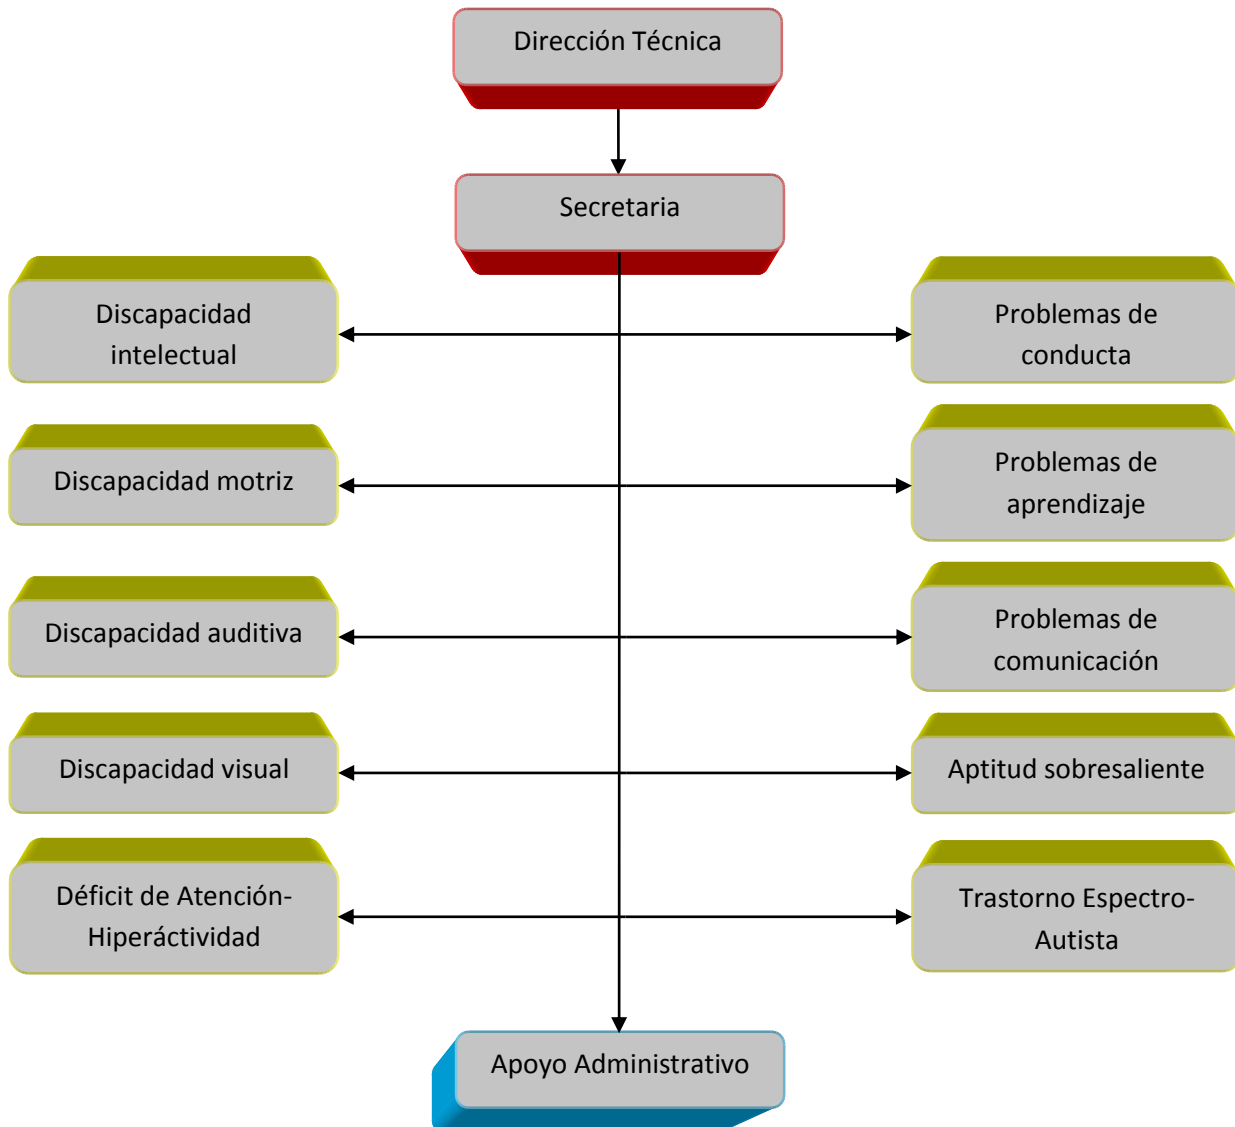 Dirección Técnica
Secretaria
Discapacidad
intelectual
Problemas de
conducta
Discapacidad motriz
Problemas de
aprendizaje
Discapacidad auditiva
Problemas de
comunicación
Discapacidad visual
Aptitud sobresaliente
Déficit de Atención-
Hiperáctividad
Trastorno Espectro-
Autista
Apoyo Administrativo